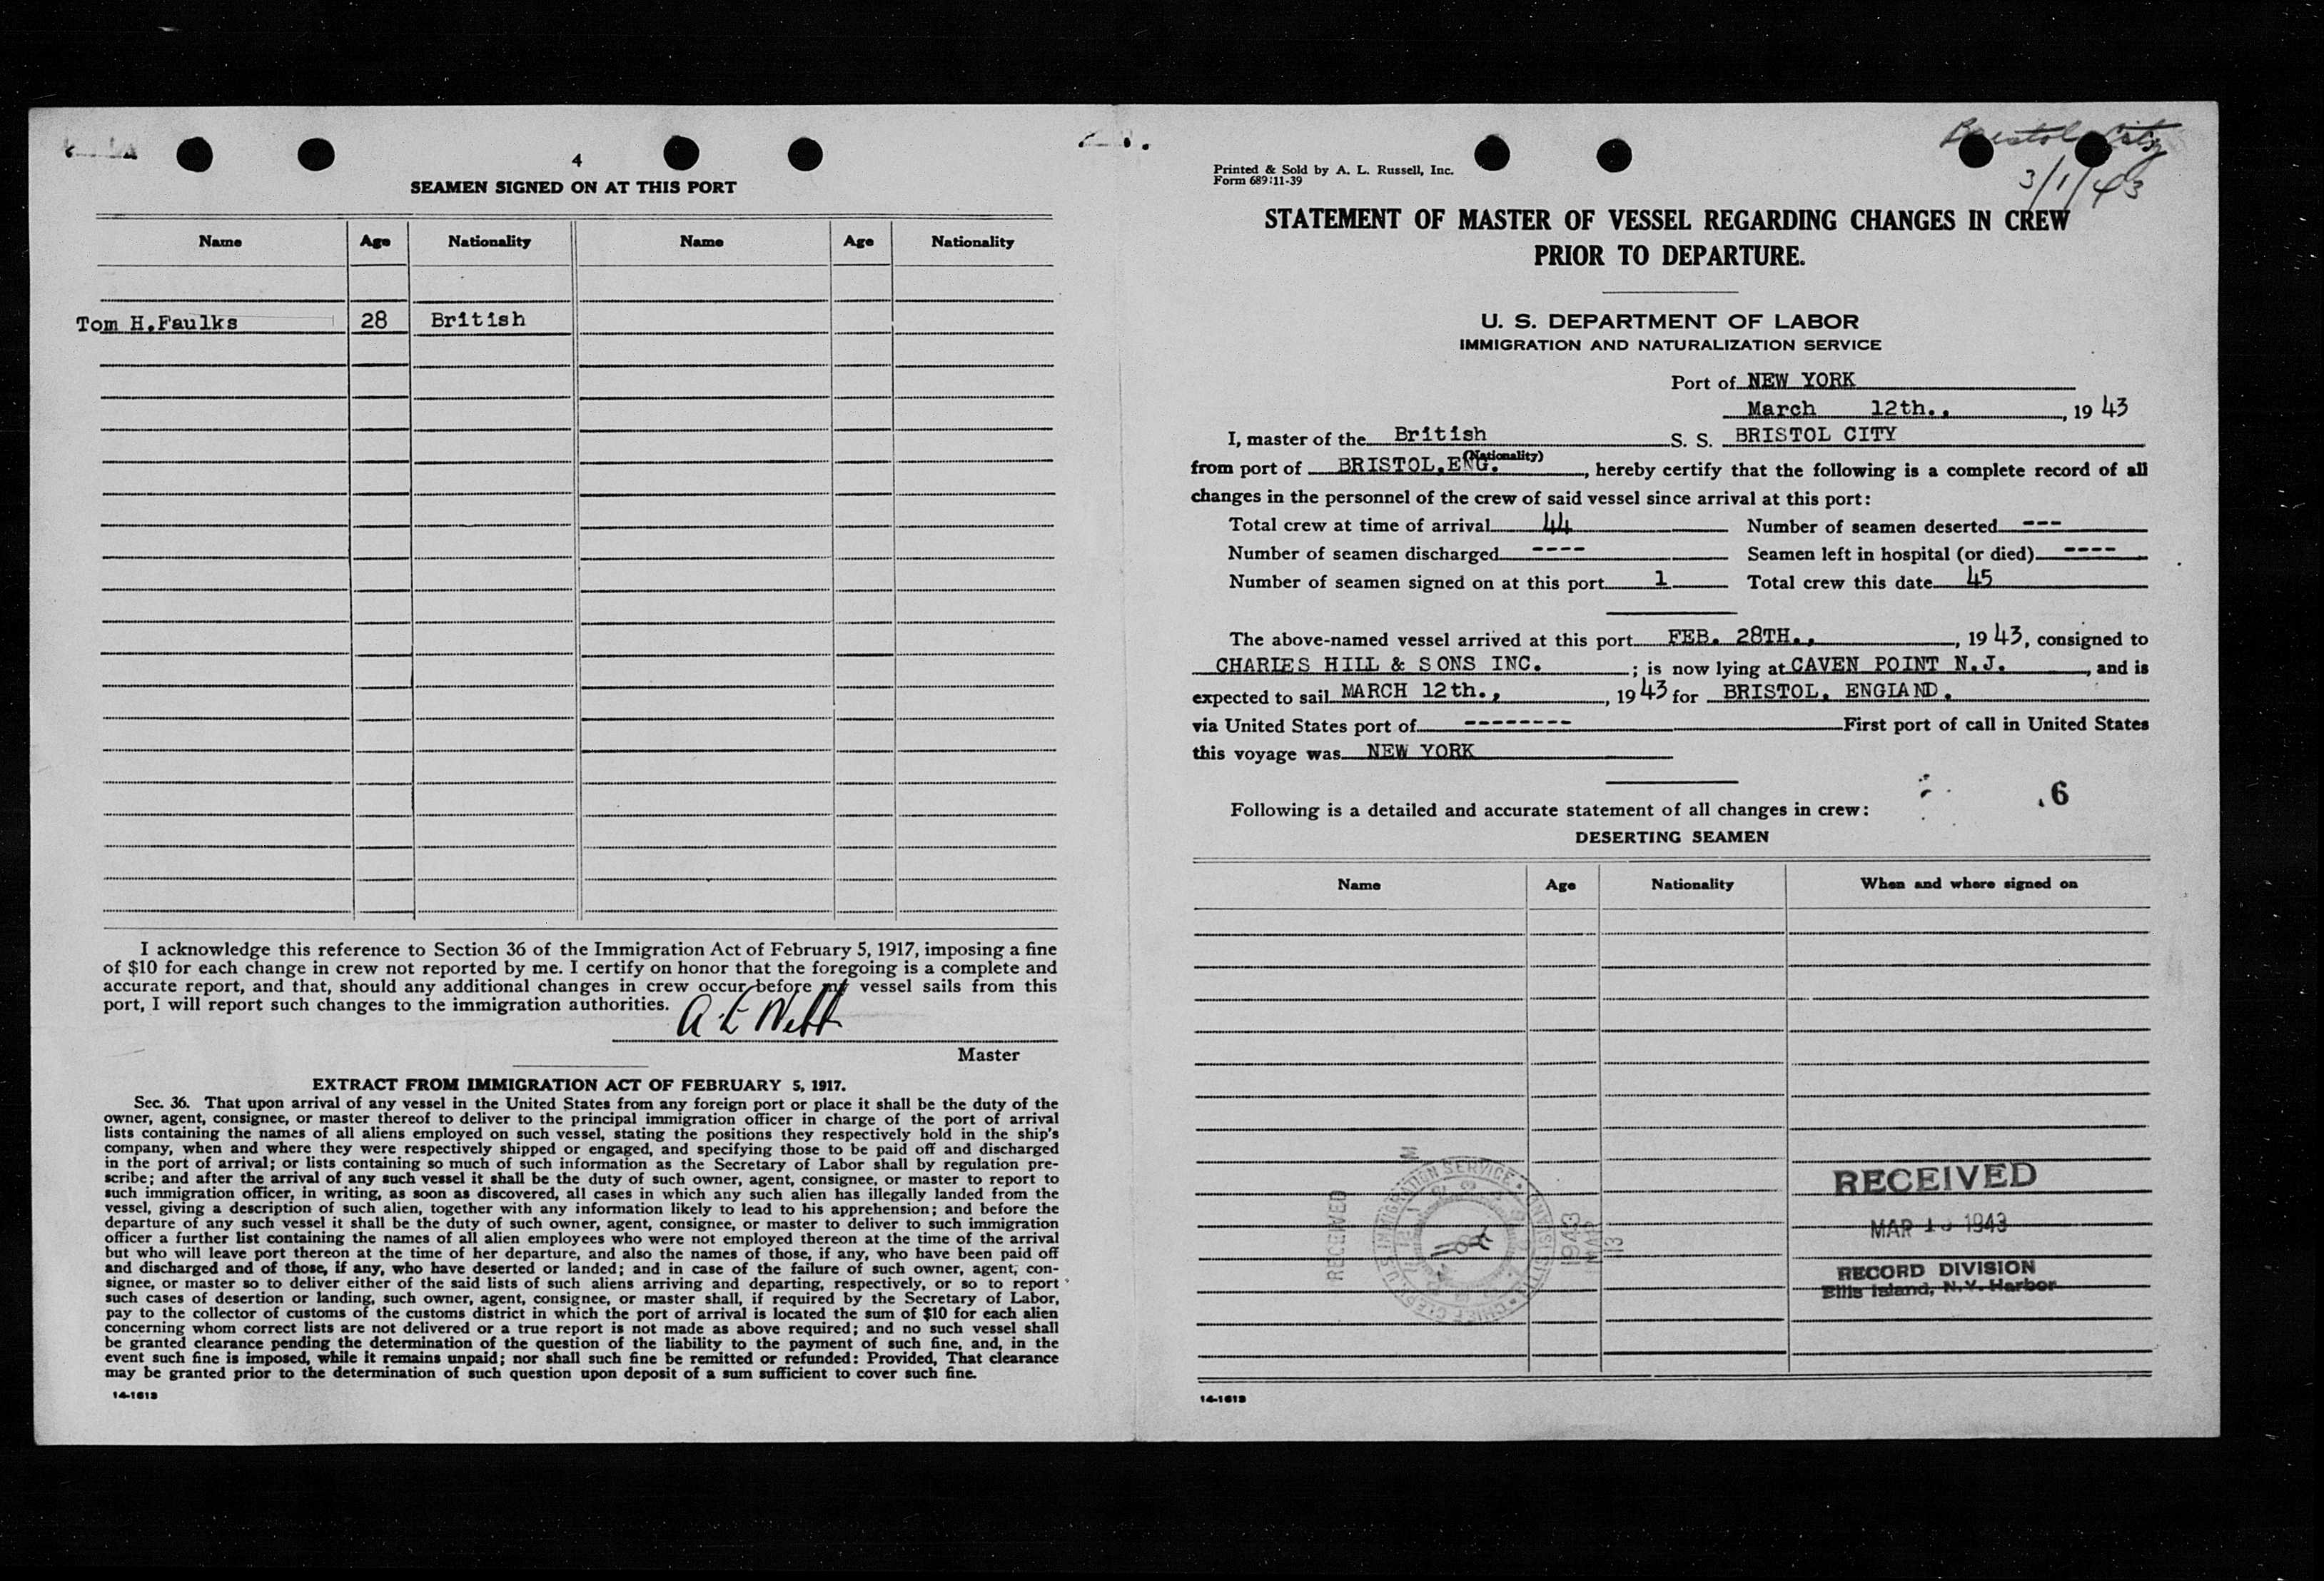 4
SEAMEN SIGNED ON AT THIS PORT
Name Age Nationality Name Age Nationality
Tom H.Faulks 28 British
I acknowledge this reference to Section 36 of the Immigration Act of February 5, 1917, imposing a fine
of $10 for each change in crew not reported by me. I certify on honor that the foregoing is a complete and
accurate report, and that, should any additional changes in crew occur before my vessel sails from this
port, I will report such changes to the immigration authorities.
A. E Webb
Master
EXTRACT FROM IMMIGRATION ACT OF FEBRUARY 5, 1917.
Sec. 36. That upon arrival of any vessel in the United States from any foreign port or place it shall be the duty of the
owner, agent, consignee, or master thereof to deliver to the principal immigration officer in charge of the port of arrival
lists containing the names of all aliens employed on such vessel, stating the positions they respectively hold in the ship's
company, when and where they were respectively shipped or engaged, and specifying those to be paid off and discharged
in the port of arrival; or lists containing so much of such information as the Secretary of Labor shall by regulation pre-
scribe; and after the arrival of any such vessel it shall be the duty of such owner, agent, consignee, or master to report to
such immigration officer, in writing, as soon as discovered, all cases in which any such alien has illegally landed from the
vessel, giving a description of such alien, together with any information likely to lead to his apprehension; and before the
departure of any such vessel it shall be the duty of such owner, agent, consignee, or master to deliver to such immigration
officer a further list containing the names of all alien employees who were not employed thereon at the time of the arrival
but who will leave port thereon at the time of her departure, and also the names of those, if any, who have been paid off
and discharged and of those, if any, who have deserted or landed; and in case of the failure of such owner, agent, con-
signee, or master so to deliver either of the said lists of such aliens arriving and departing, respectively, or so to report
such cases of desertion or landing, such owner, agent, consignee, or master shall, if required by the Secretary of Labor,
pay to the collector of customs of the customs district in which the port of arrival is located the sum of $10 for each alien
concerning whom correct lists are not delivered or a true report is not made as above required; and no such vessel shall
be granted clearance pending the determination of the question of the liability to the payment of such fine, and, in the
event such fine is imposed, while it remains unpaid; nor shall such fine be remitted or refunded: Provided, That clearance
may be granted prior to the determination of such question upon deposit of a sum sufficient to cover such fine.
14-1613
Bristol City
3/1/43
Printed & Sold by A. L. Russell, Inc.
Form 689:11-39
STATEMENT OF MASTER OF VESSEL REGARDING CHANGES IN CREW
PRIOR TO DEPARTURE.
U. S. DEPARTMENT OF LABOR
IMMIGRATION AND NATURALIZATION SERVICE
Port of NEW YORK
March 12th., , 19 43
I, master of the British S. S. BRISTOL CITY
(Nationality)
from port of BRISTOL,ENG. , hereby certify that the following is a complete record of all
changes in the personnel of the crew of said vessel since arrival at this port:
Total crew at time of arrival 44 Number of seamen deserted ---
Number of seamen discharged ---- Seamen left in hospital (or died) ----
Number of seamen signed on at this port 1 Total crew this date 45
The above-named vessel arrived at this port FEB. 28TH., , 19 43, consigned to
CHARLES HILL & SONS INC. ; is now lying at CAVEN POINT N.J. , and is
expected to sail MARCH 12th., , 19 43 for BRISTOL, ENGLAND.
via United States port of -------- First port of call in United States
this voyage was NEW YORK
6
Following is a detailed and accurate statement of all changes in crew:
DESERTING SEAMEN
Name Age Nationality When and where signed on
RECEIVED
1943
MAR
13
RECEIVED
MAR 1943
RECORD DIVISION
Ellis Island, N.Y. Harbor
14-1613